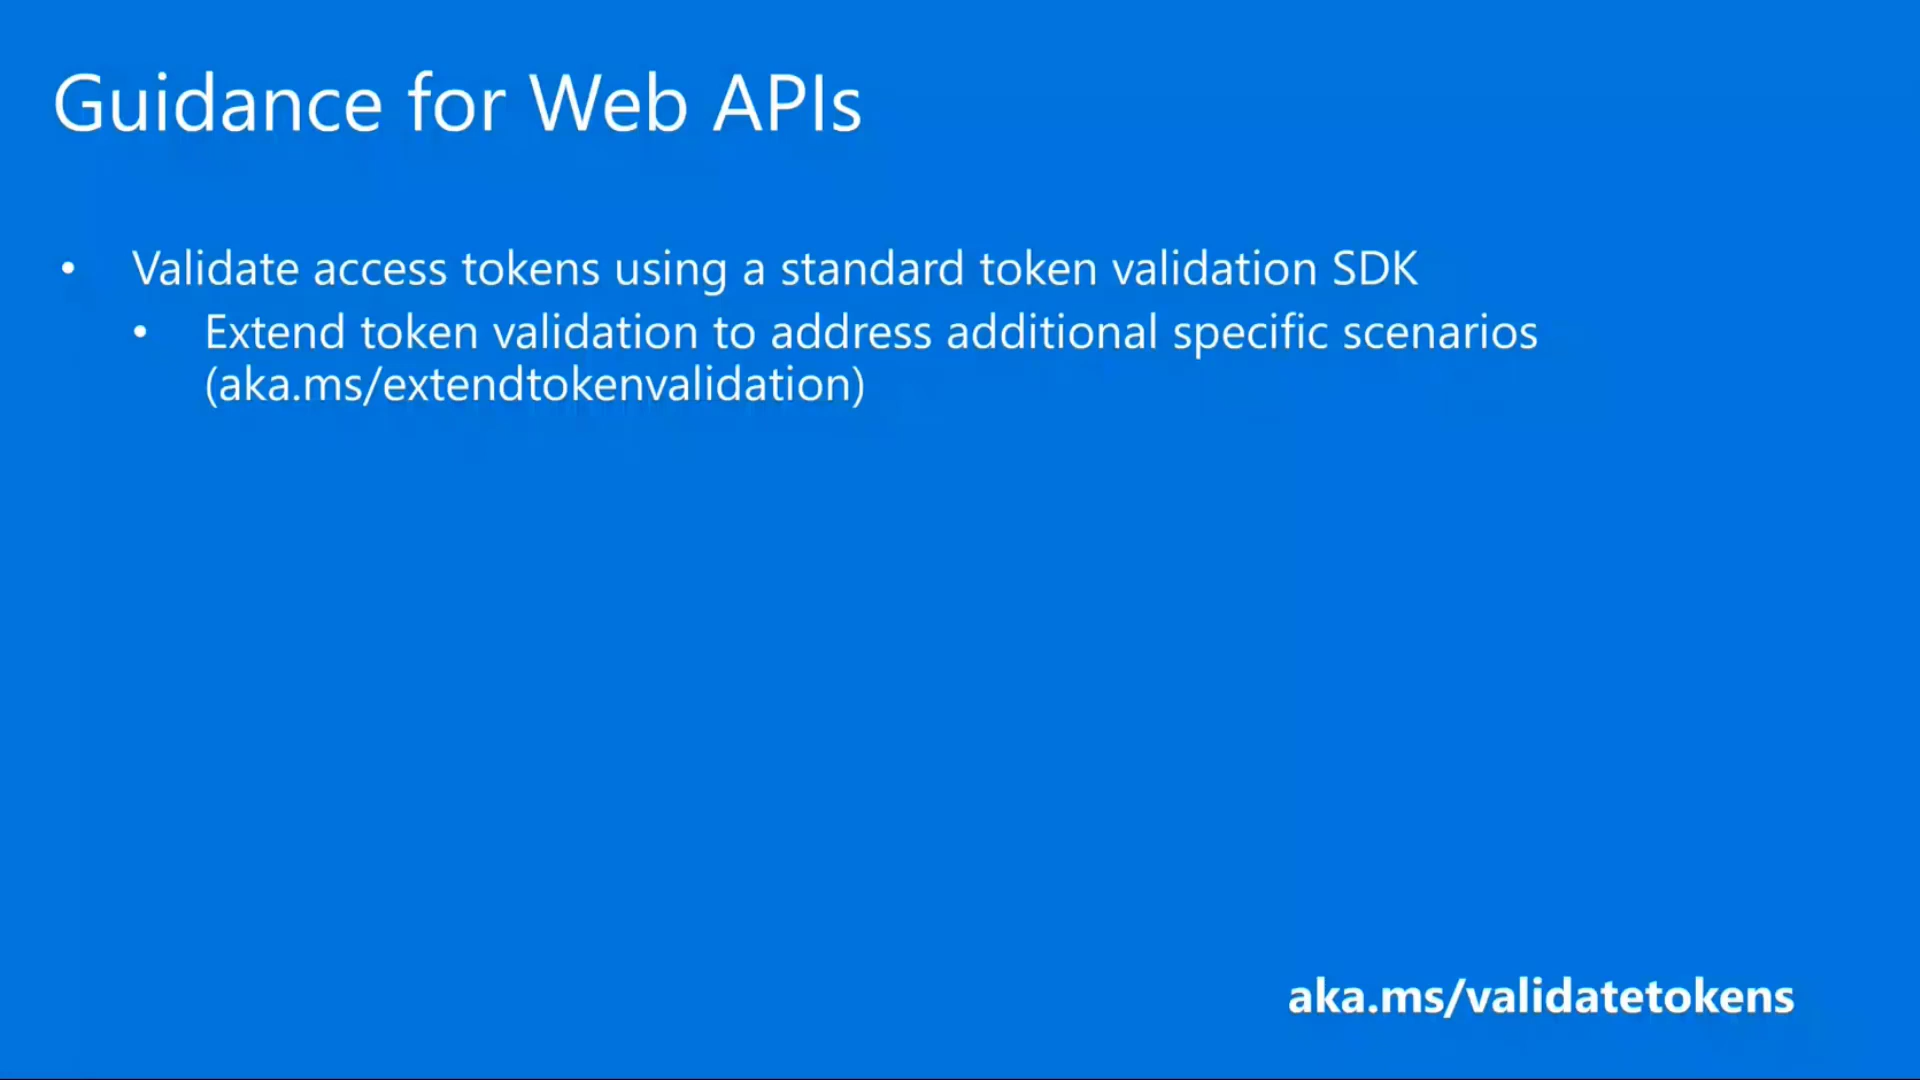 Guidance for Web APIs
• Validate access tokens using a standard token validation SDK
• Extend token validation to address additional specific scenarios
(aka.ms/extendtokenvalidation)
aka.ms/validatetokens